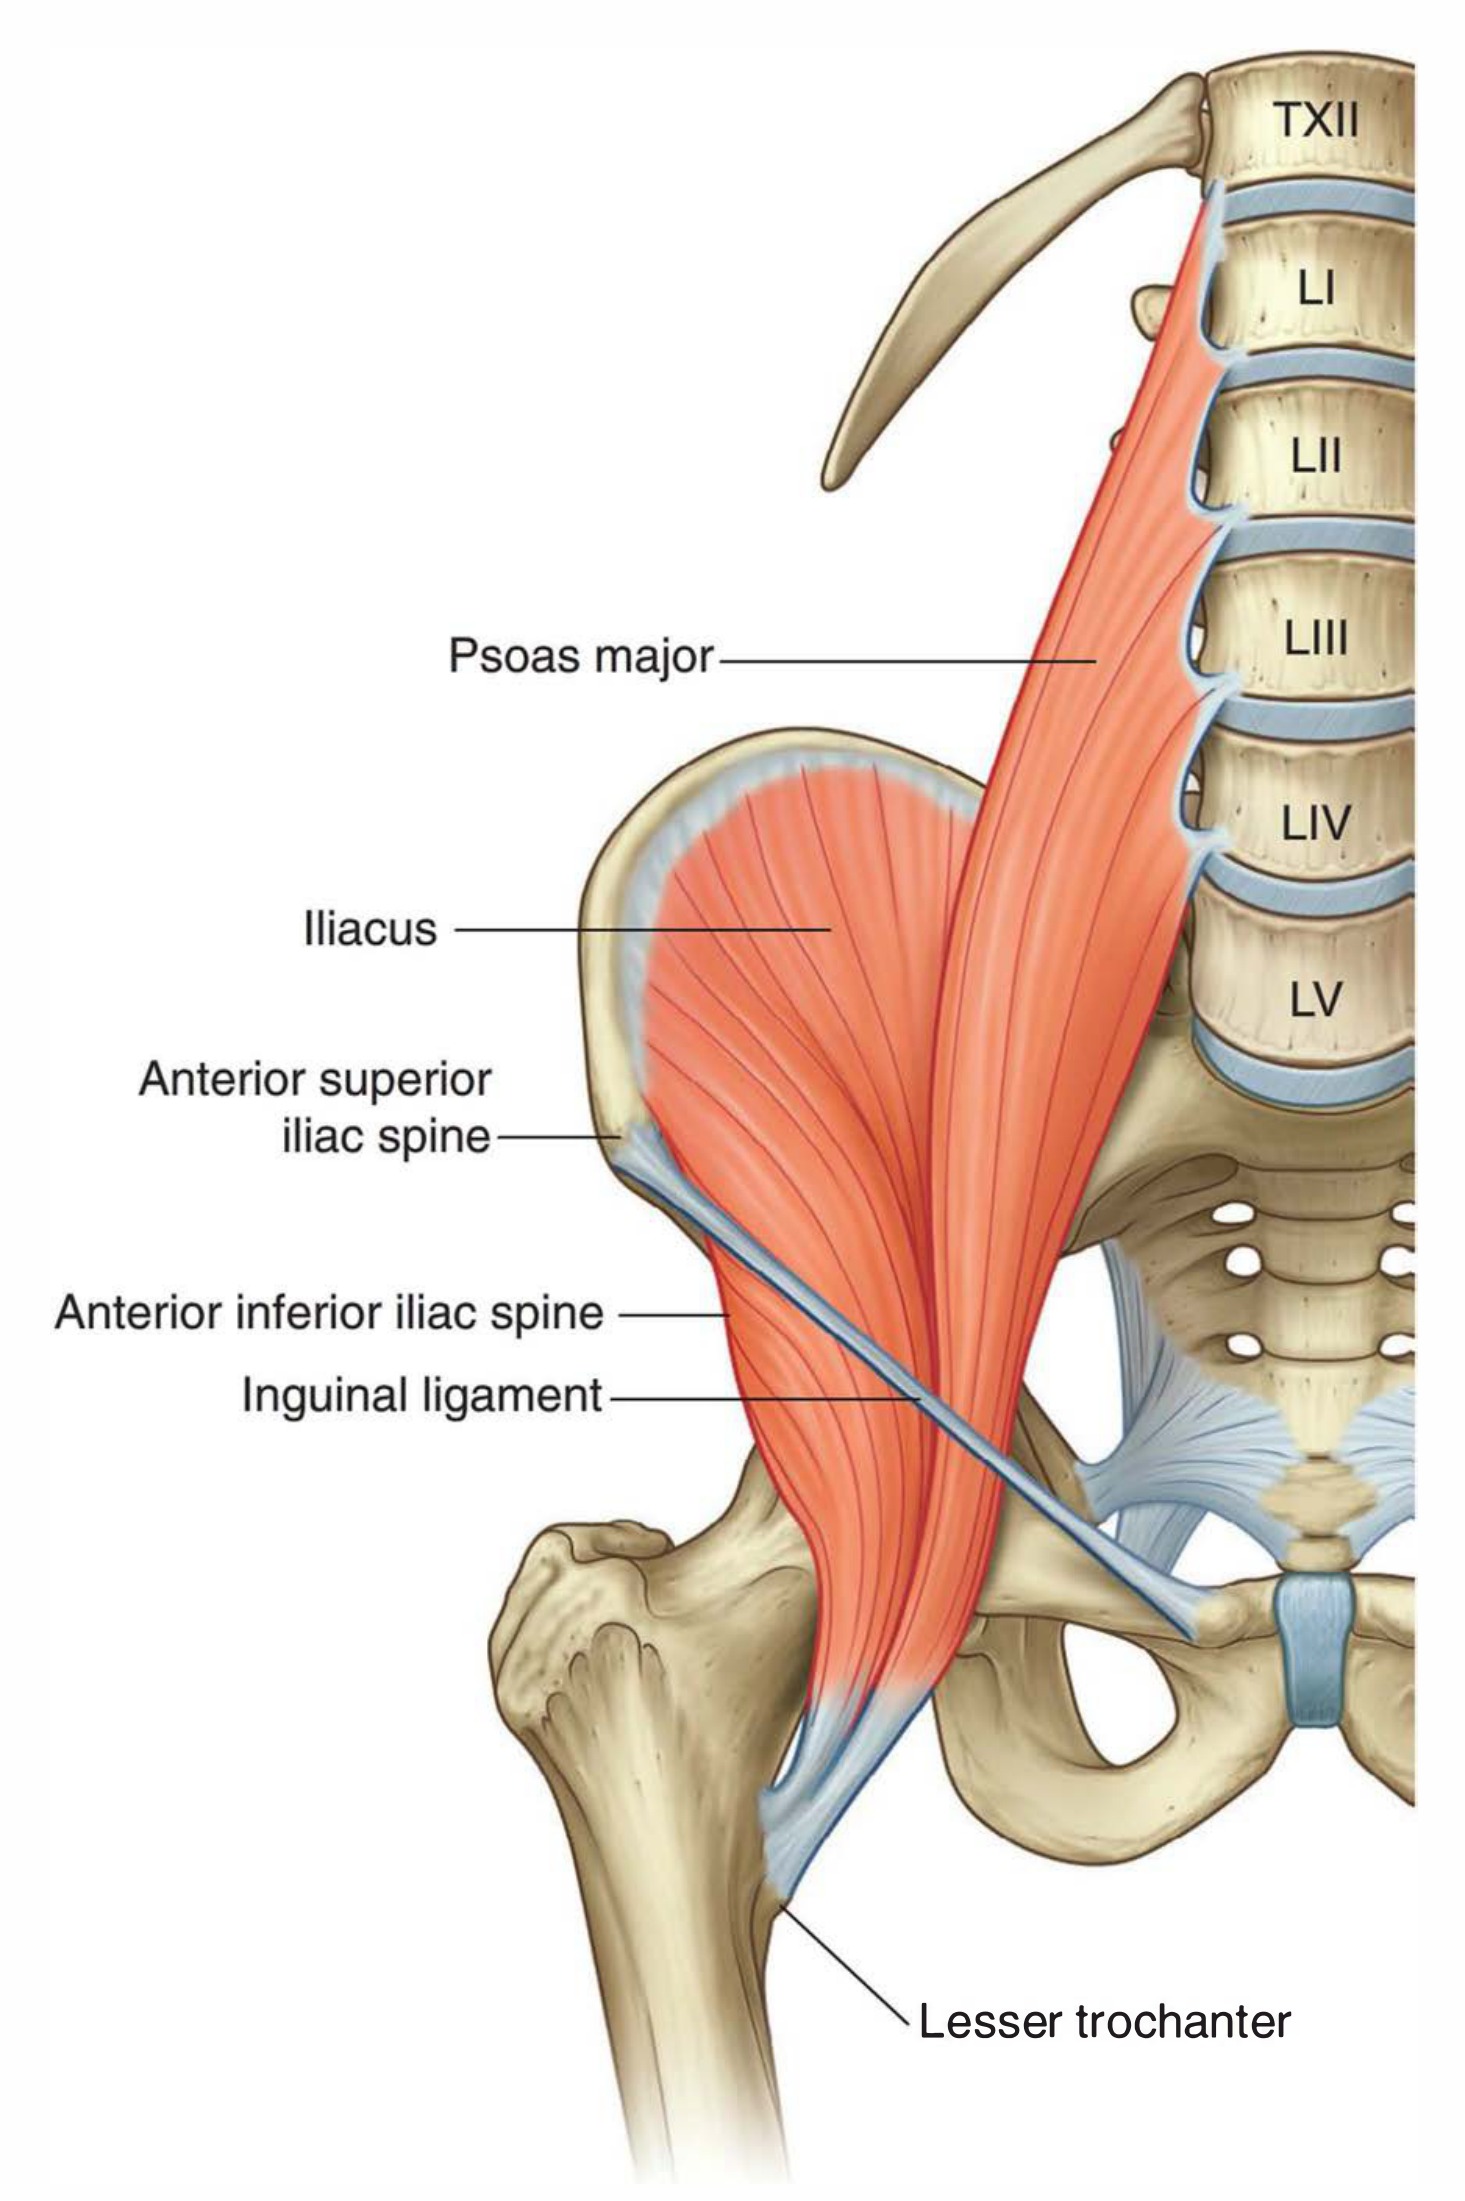 TXII
LI
LII
LIII
Psoas major
LIV
Iliacus
LV
Anterior superior
iliac spine
Anterior inferior iliac spine
Inguinal ligament
Lesser trochanter